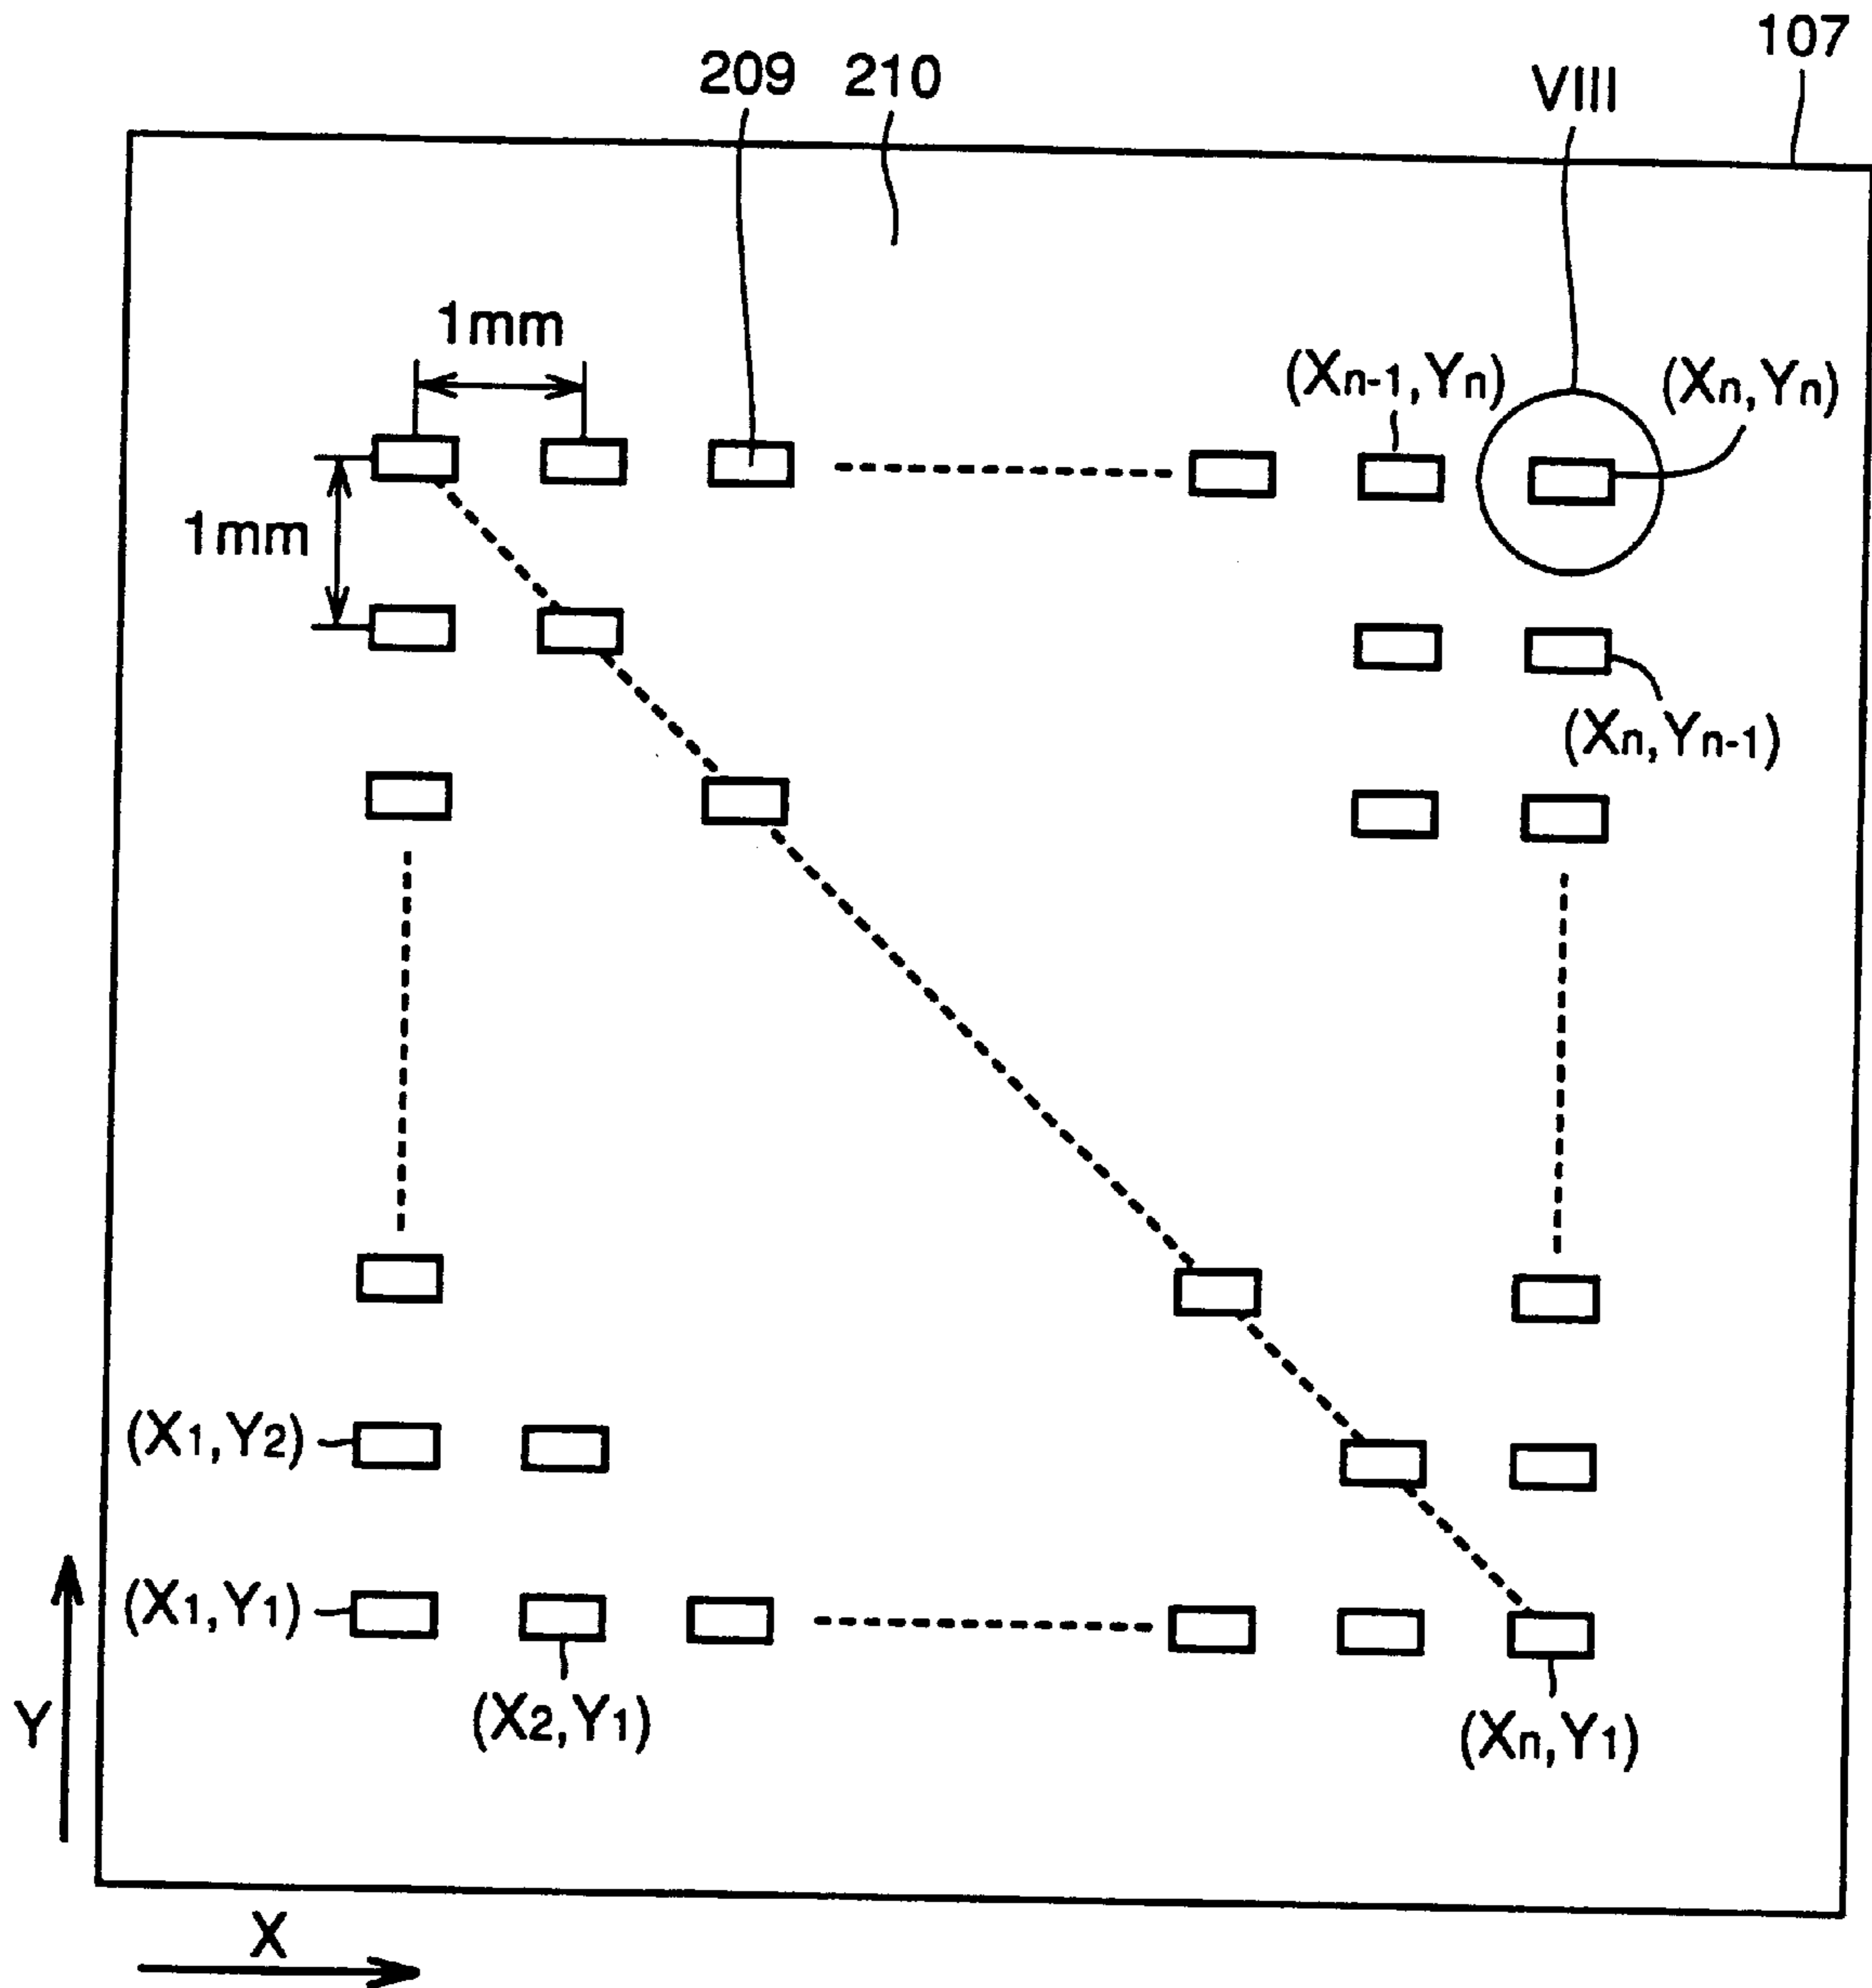 107
209 210 VIII
1mm
(Xn-1,Yn) (Xn,Yn)
1mm
(Xn,Yn-1)
(X1,Y2)
(X1,Y1)
(X2,Y1) (Xn,Y1)
Y
X